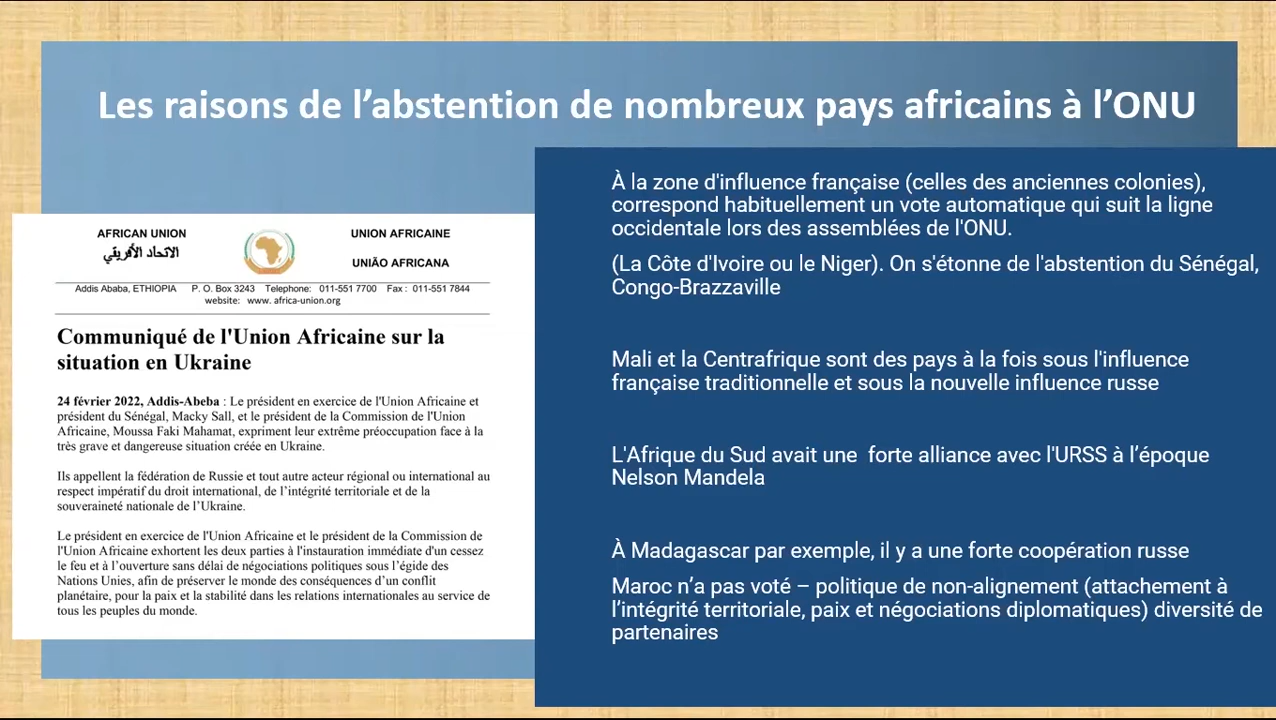 Les raisons de l’abstention de nombreux pays africains à l’ONU
AFRICAN UNION
الاتحاد الأفريقي
UNION AFRICAINE
UNIÃO AFRICANA
Addis Ababa, ETHIOPIA P. O. Box 3243 Telephone: 011-551 7700 Fax : 011-551 7844
website: www. africa-union.org
Communiqué de l'Union Africaine sur la
situation en Ukraine
24 février 2022, Addis-Abeba : Le président en exercice de l'Union Africaine et
président du Sénégal, Macky Sall, et le président de la Commission de l'Union
Africaine, Moussa Faki Mahamat, expriment leur extrême préoccupation face à la
très grave et dangereuse situation créée en Ukraine.
Ils appellent la fédération de Russie et tout autre acteur régional ou international au
respect impératif du droit international, de l’intégrité territoriale et de la
souveraineté nationale de l’Ukraine.
Le président en exercice de l'Union Africaine et le président de la Commission de
l'Union Africaine exhortent les deux parties à l'instauration immédiate d'un cessez
le feu et à l’ouverture sans délai de négociations politiques sous l’égide des
Nations Unies, afin de préserver le monde des conséquences d’un conflit
planétaire, pour la paix et la stabilité dans les relations internationales au service de
tous les peuples du monde.
À la zone d'influence française (celles des anciennes colonies),
correspond habituellement un vote automatique qui suit la ligne
occidentale lors des assemblées de l'ONU.
(La Côte d'Ivoire ou le Niger). On s'étonne de l'abstention du Sénégal,
Congo-Brazzaville
Mali et la Centrafrique sont des pays à la fois sous l'influence
française traditionnelle et sous la nouvelle influence russe
L'Afrique du Sud avait une forte alliance avec l'URSS à l’époque
Nelson Mandela
À Madagascar par exemple, il y a une forte coopération russe
Maroc n’a pas voté – politique de non-alignement (attachement à
l’intégrité territoriale, paix et négociations diplomatiques) diversité de
partenaires